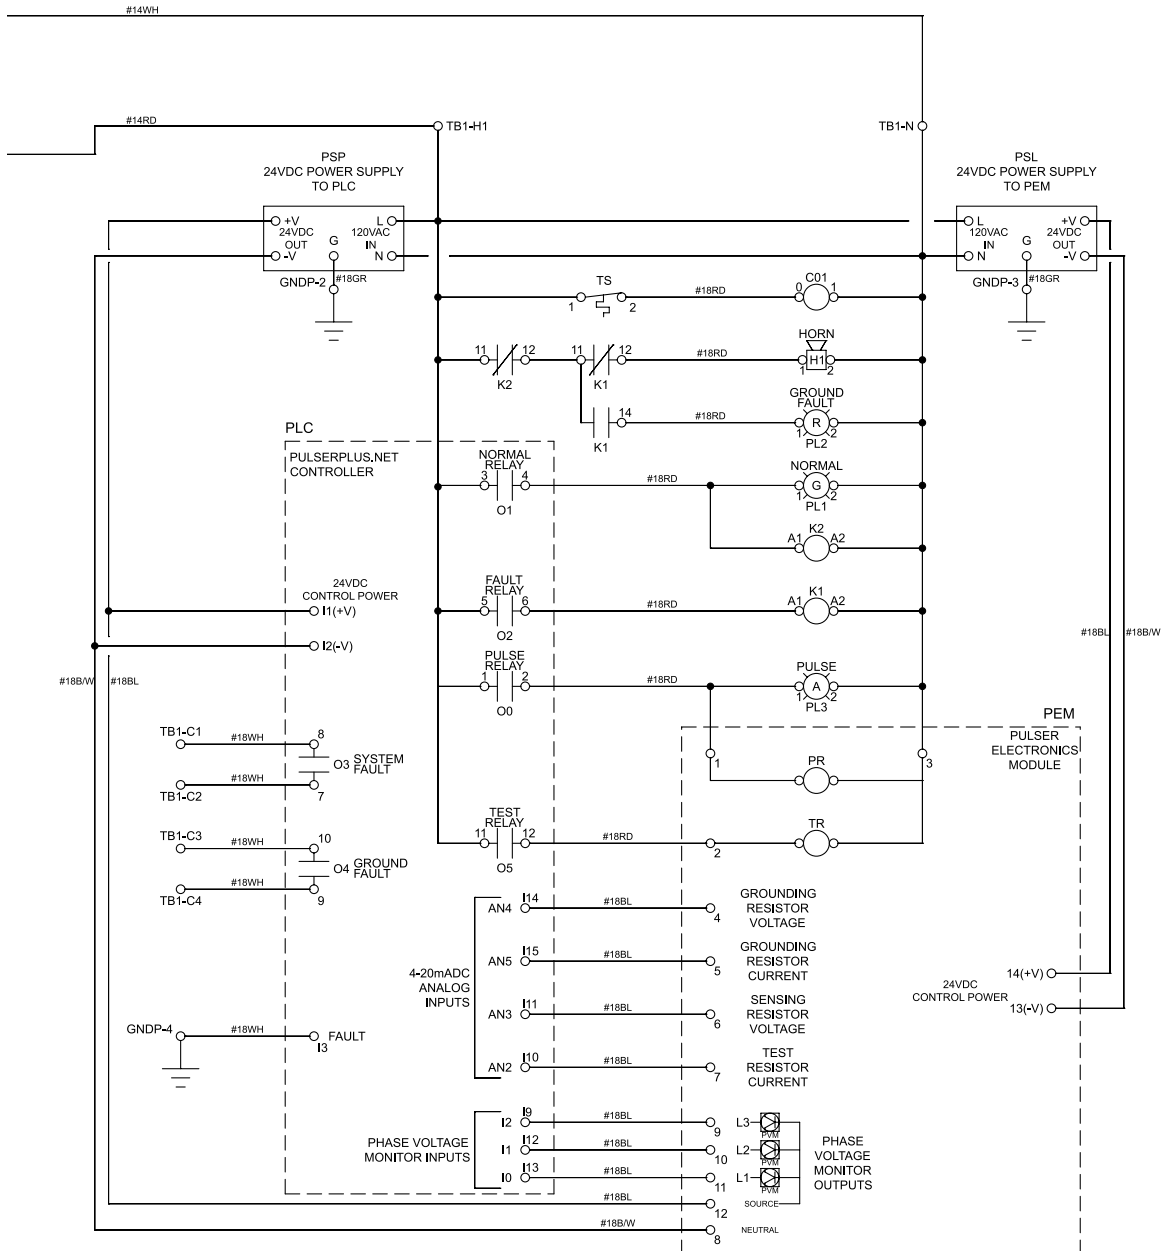 #14WH
#14RD
TB1-H1
TB1-N
PSP
24VDC POWER SUPPLY
TO PLC
PSL
24VDC POWER SUPPLY
TO PEM
+V
24VDC
OUT
-V
G
L
120VAC
IN
N
GNDP-2
#18GR
L
120VAC
IN
N
G
+V
24VDC
OUT
-V
GNDP-3
#18GR
TS
1
2
#18RD
C01
0
1
11
12
K2
11
12
K1
#18RD
HORN
H1
1
2
14
K1
#18RD
GROUND
FAULT
R
1
2
PL2
PLC
PULSERPLUS.NET
CONTROLLER
NORMAL
RELAY
3
4
O1
#18RD
NORMAL
G
1
2
PL1
K2
A1
A2
24VDC
CONTROL POWER
I1(+V)
I2(-V)
FAULT
RELAY
5
6
O2
#18RD
K1
A1
A2
#18BL
#18B/W
PULSE
RELAY
1
2
O0
#18RD
PULSE
A
1
2
PL3
#18B/W
#18BL
PEM
PULSER
ELECTRONICS
MODULE
TB1-C1
#18WH
8
O3 SYSTEM
FAULT
TB1-C2
#18WH
7
1
PR
3
TEST
RELAY
11
12
O5
#18RD
2
TR
TB1-C3
#18WH
10
O4 GROUND
FAULT
TB1-C4
#18WH
9
4-20mADC
ANALOG
INPUTS
AN4
I14
#18BL
4
GROUNDING
RESISTOR
VOLTAGE
AN5
I15
#18BL
5
GROUNDING
RESISTOR
CURRENT
AN3
I11
#18BL
6
SENSING
RESISTOR
VOLTAGE
AN2
I10
#18BL
7
TEST
RESISTOR
CURRENT
24VDC
CONTROL POWER
14(+V)
13(-V)
GNDP-4
#18WH
FAULT
I3
PHASE VOLTAGE
MONITOR INPUTS
I2
I9
#18BL
9
L3
PVM
I1
I12
#18BL
10
L2
PVM
I0
I13
#18BL
11
L1
PVM
PHASE
VOLTAGE
MONITOR
OUTPUTS
#18BL
12
SOURCE
#18B/W
8
NEUTRAL